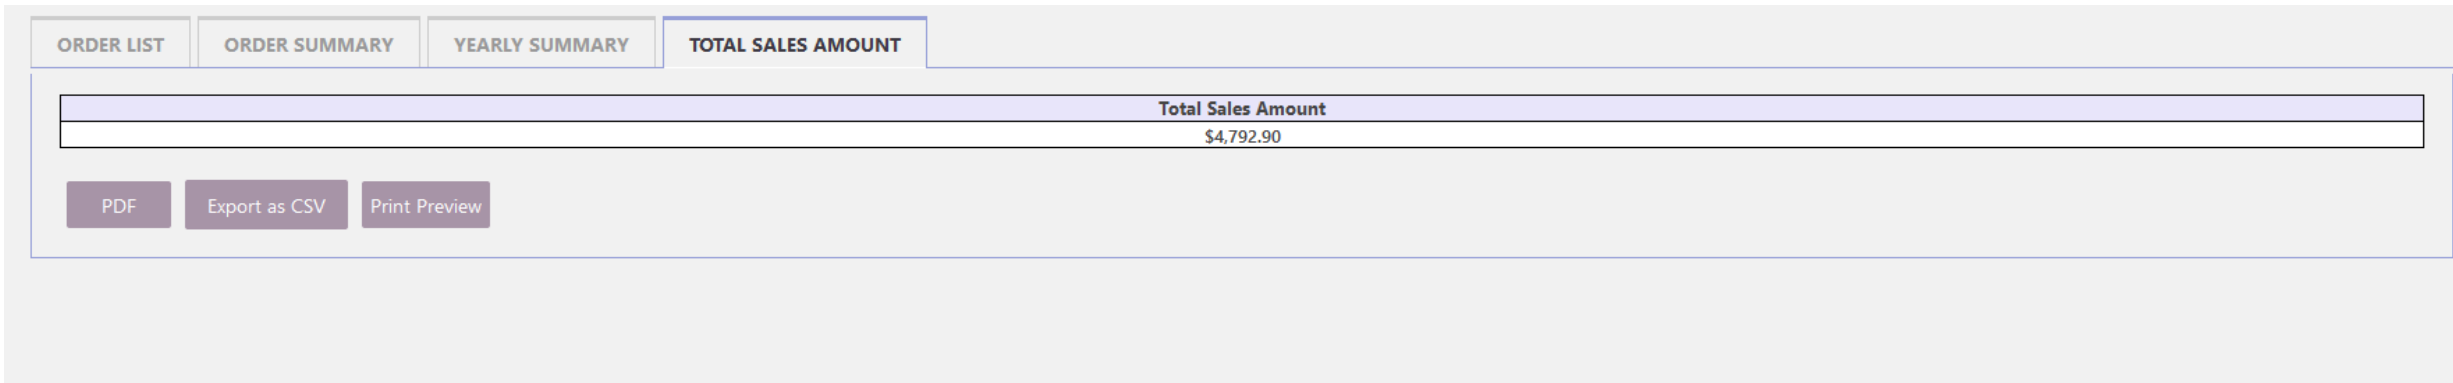 ORDER LIST ORDER SUMMARY YEARLY SUMMARY TOTAL SALES AMOUNT
Total Sales Amount
$4,792.90
PDF Export as CSV Print Preview